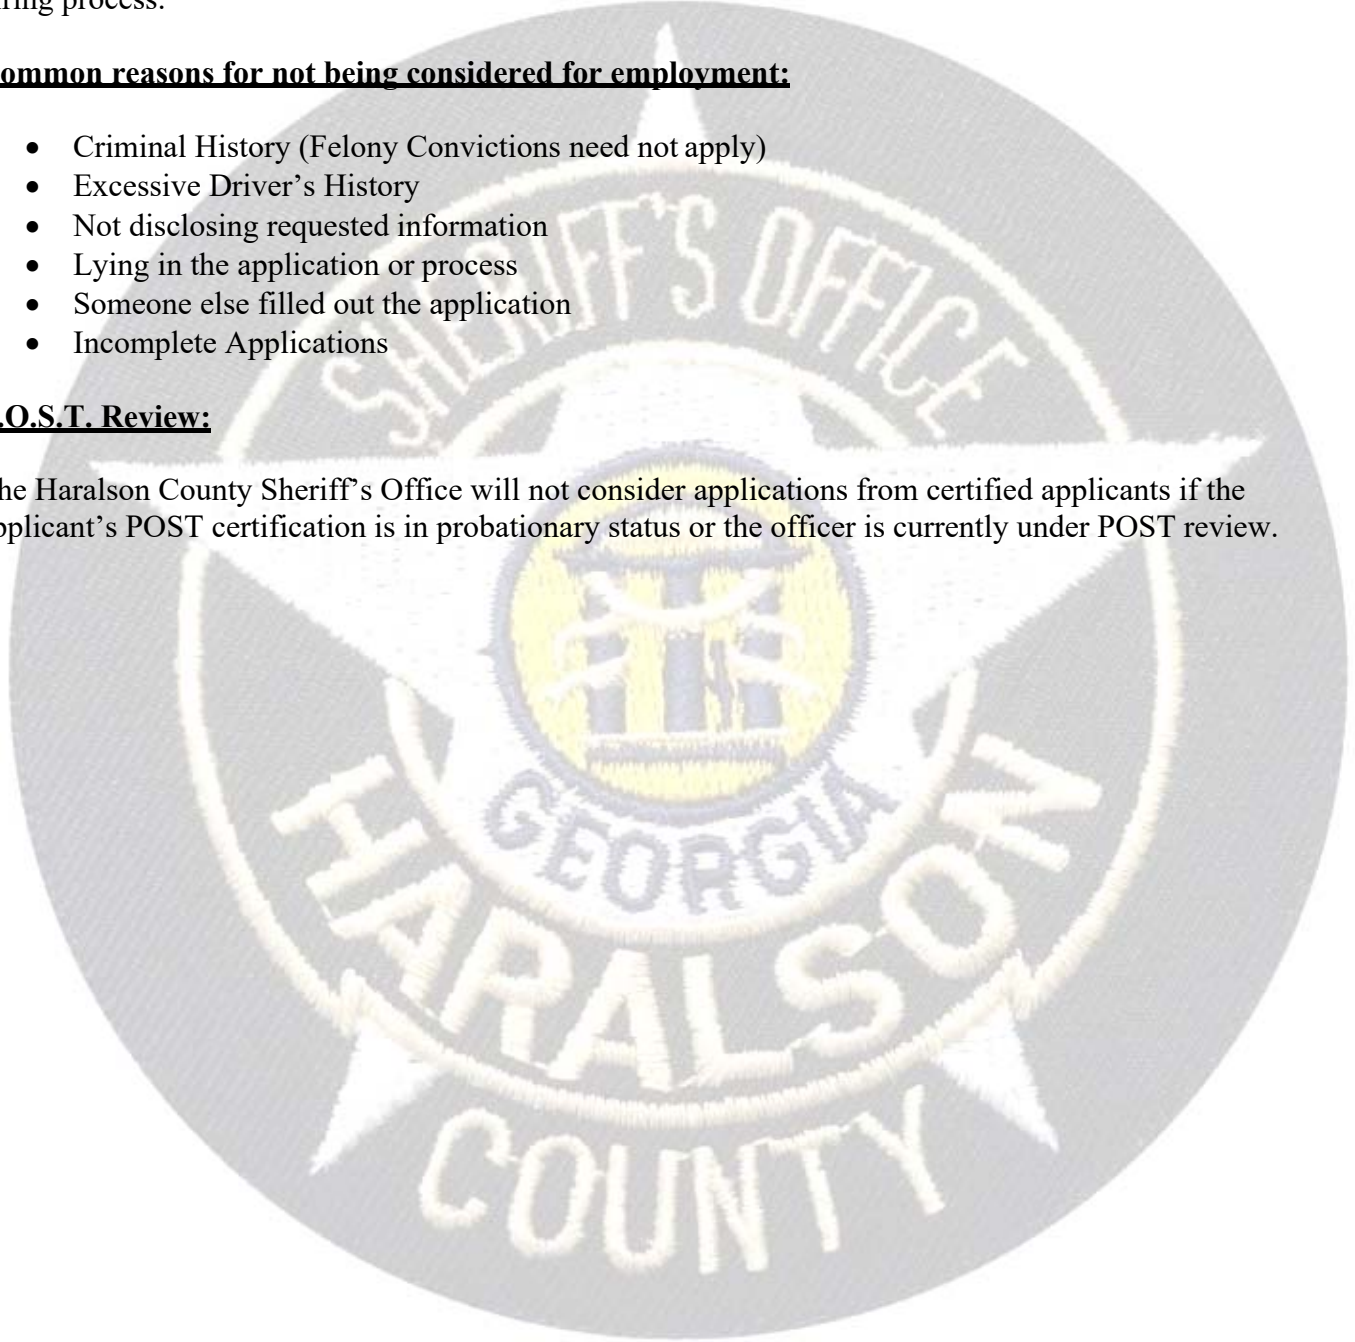 ring process.
ommon reasons for not being considered for employment:
• Criminal History (Felony Convictions need not apply)
• Excessive Driver’s History
• Not disclosing requested information
• Lying in the application or process
• Someone else filled out the application
• Incomplete Applications
.O.S.T. Review:
he Haralson County Sheriff’s Office will not consider applications from certified applicants if the
pplicant’s POST certification is in probationary status or the officer is currently under POST review.
SHERIFF'S OFFICE
GEORGIA
HARALSON
COUNTY